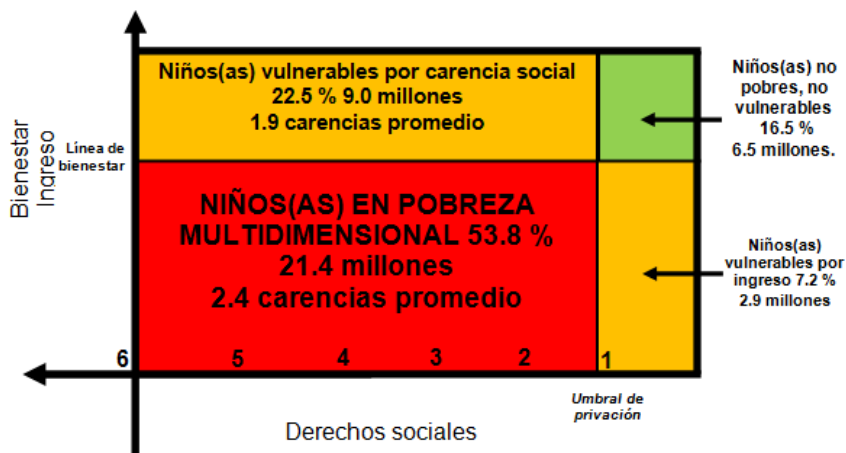 Niños(as) vulnerables por carencia social
22.5 % 9.0 millones
1.9 carencias promedio
Niños(as) no
pobres, no
vulnerables
16.5 %
6.5 millones.
Línea de
bienestar
Bienestar
Ingreso
NIÑOS(AS) EN POBREZA
MULTIDIMENSIONAL 53.8 %
21.4 millones
2.4 carencias promedio
Niños(as)
vulnerables por
ingreso 7.2 %
2.9 millones
6 5 4 3 2 1
Umbral de
privación
Derechos sociales